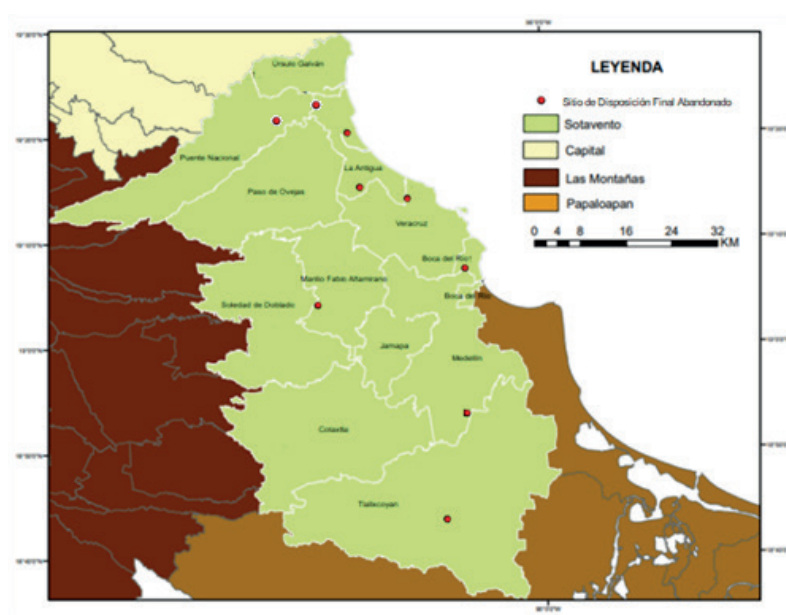 LEYENDA
Sitio de Disposición Final Abandonado
Sotavento
Capital
Las Montañas
Papaloapan
0 4 8 16 24 32
KM
Úrsulo Galván
Puente Nacional
La Antigua
Paso de Ovejas
Veracruz
Boca del Río
Manlio Fabio Altamirano
Soledad de Doblado
Boca del Río
Jamapa
Medellín
Cotaxtla
Tlalixcoyan